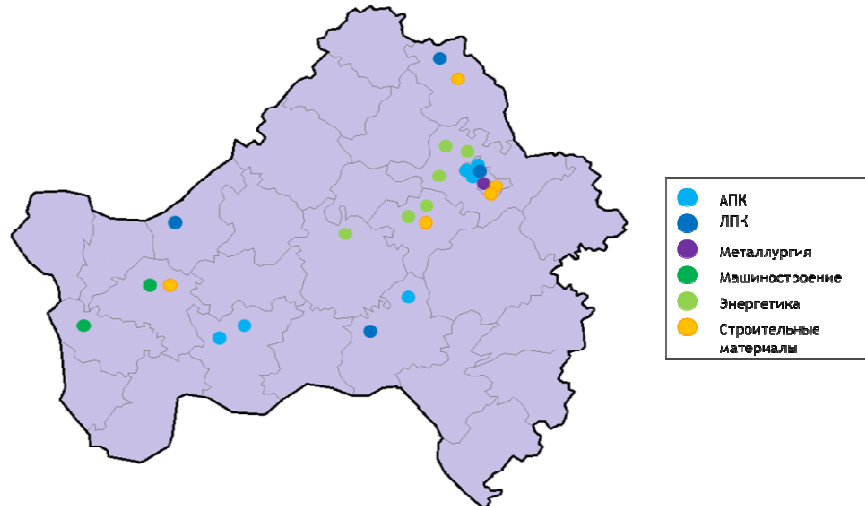 АПК
ЛПК
Металлургия
Машиностроение
Энергетика
Строительные
материалы